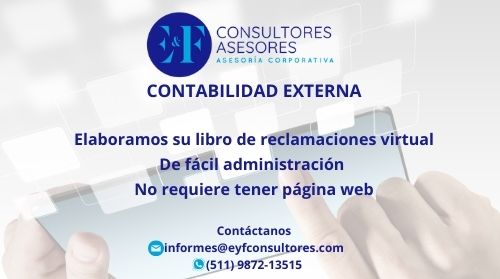 E&F
CONSULTORES
ASESORES
ASESORÍA CORPORATIVA
CONTABILIDAD EXTERNA
Elaboramos su libro de reclamaciones virtual
De fácil administración
No requiere tener página web
Contáctanos
informes@eyfconsultores.com
(511) 9872-13515